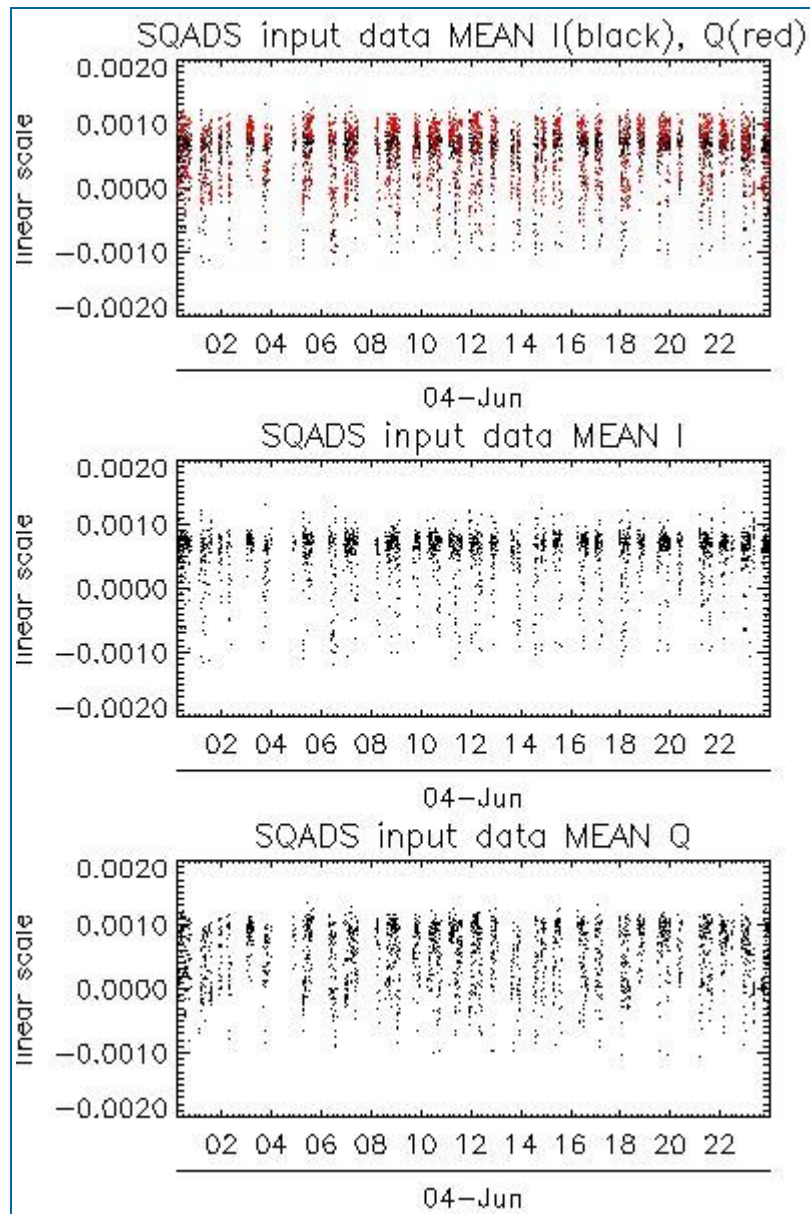 SQADS input data MEAN I(black), Q(red)
linear scale
0.0020
0.0010
0.0000
−0.0010
−0.0020
02 04 06 08 10 12 14 16 18 20 22
04−Jun
SQADS input data MEAN I
linear scale
0.0020
0.0010
0.0000
−0.0010
−0.0020
02 04 06 08 10 12 14 16 18 20 22
04−Jun
SQADS input data MEAN Q
linear scale
0.0020
0.0010
0.0000
−0.0010
−0.0020
02 04 06 08 10 12 14 16 18 20 22
04−Jun